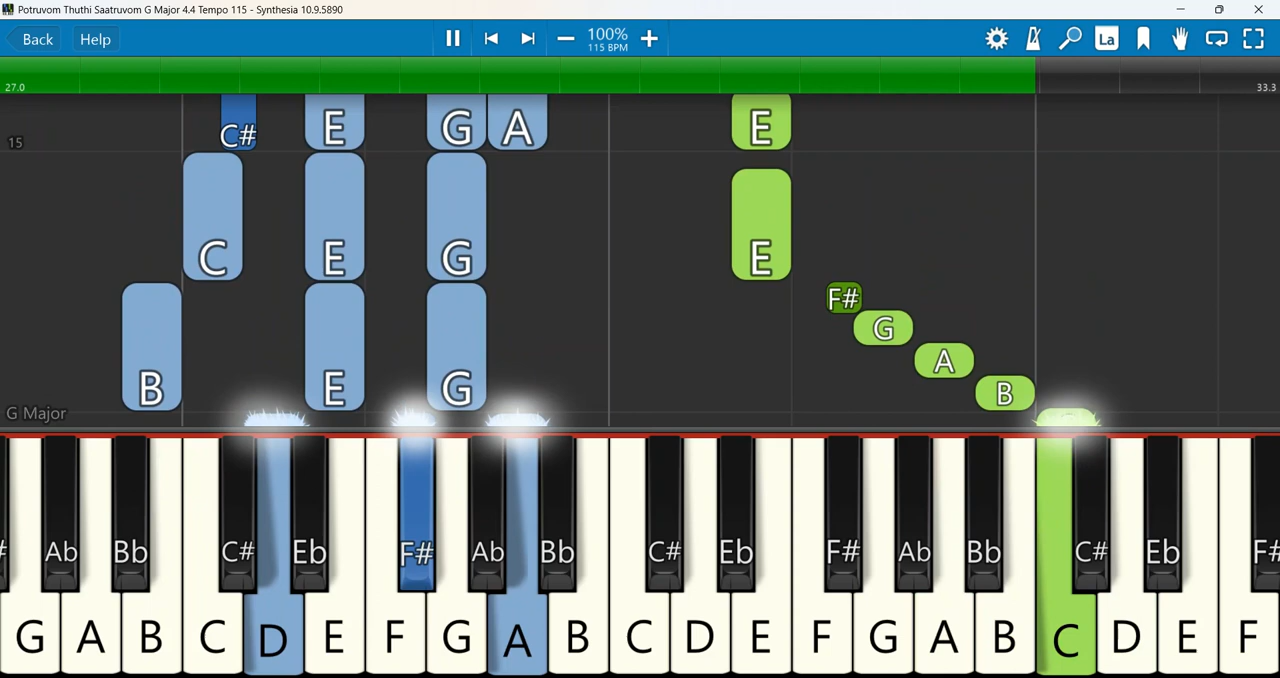 Potruvom Thuthi Saatruvom G Major 4.4 Tempo 115 - Synthesia 10.9.5890
Back Help 100% La
115 BPM
27.0 33.3
C# E G A E
15
C E G E
F#
G
A
B E G B
G Major
Ab Bb C# Eb F# Ab Bb C# Eb F# Ab Bb C# Eb F#
G A B C D E F G A B C D E F G A B C D E F